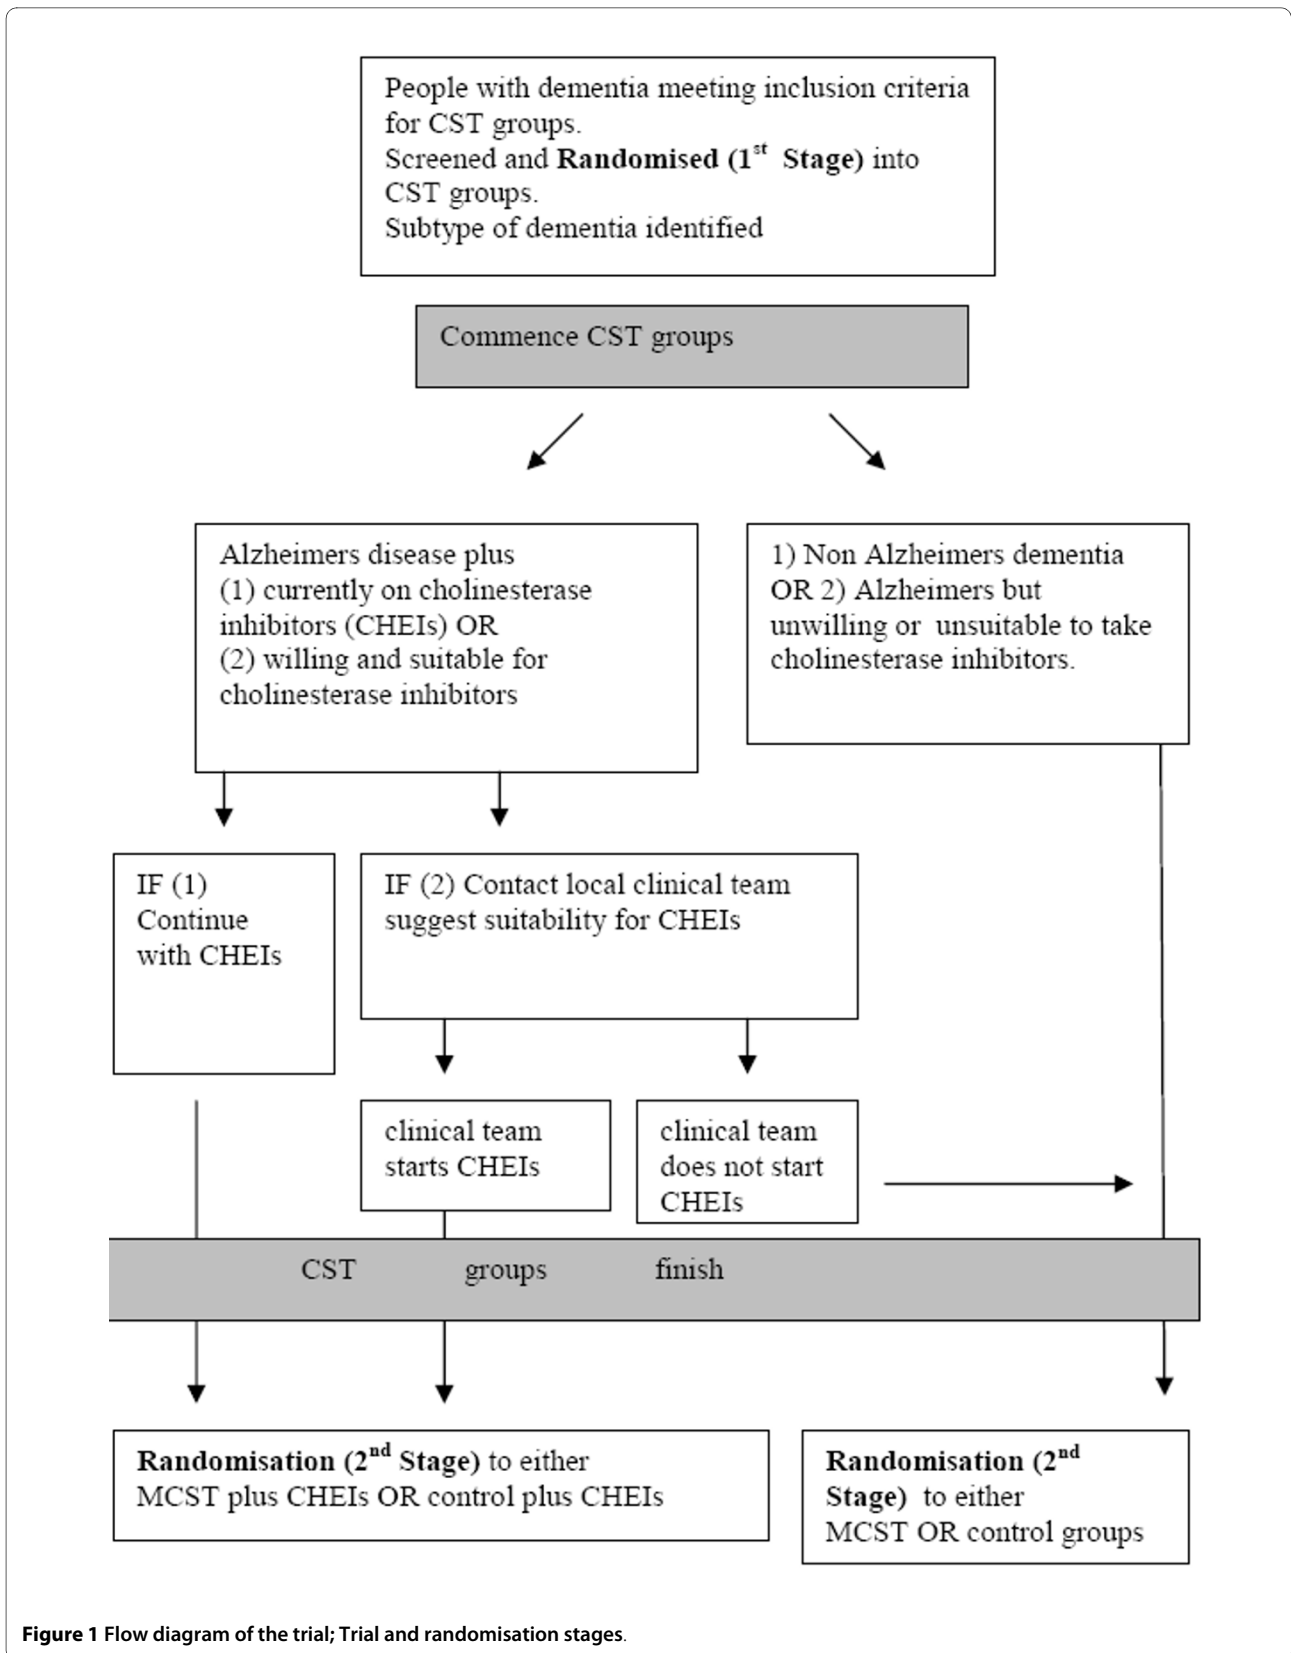 People with dementia meeting inclusion criteria
for CST groups.
Screened and Randomised (1st Stage) into
CST groups.
Subtype of dementia identified
Commence CST groups
Alzheimers disease plus
(1) currently on cholinesterase
inhibitors (CHEIs) OR
(2) willing and suitable for
cholinesterase inhibitors
1) Non Alzheimers dementia
OR 2) Alzheimers but
unwilling or unsuitable to take
cholinesterase inhibitors.
IF (1)
Continue
with CHEIs
IF (2) Contact local clinical team
suggest suitability for CHEIs
clinical team
starts CHEIs
clinical team
does not start
CHEIs
CST groups finish
Randomisation (2nd Stage) to either
MCST plus CHEIs OR control plus CHEIs
Randomisation (2nd
Stage) to either
MCST OR control groups
Figure 1 Flow diagram of the trial; Trial and randomisation stages.